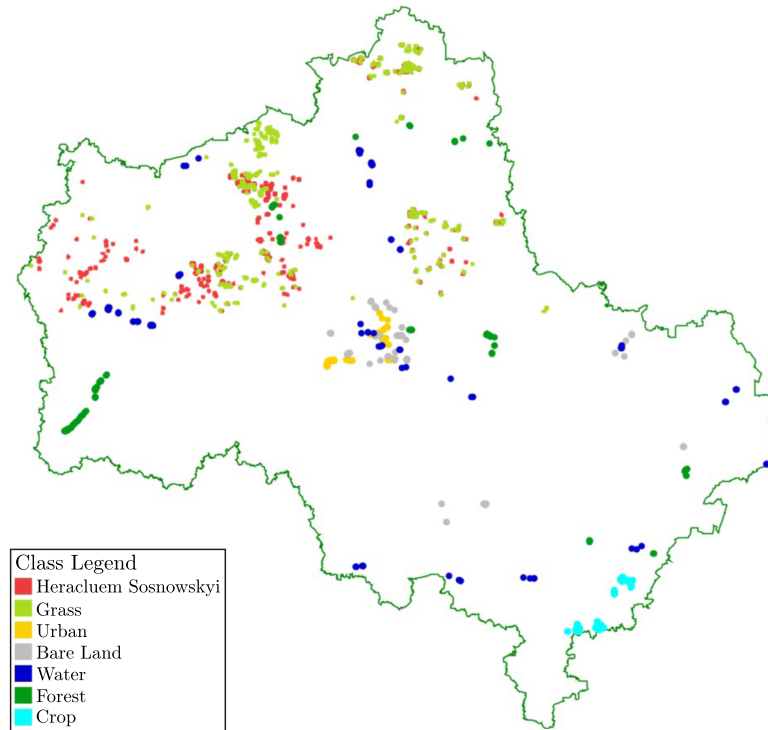 Class Legend
Heracluem Sosnowskyi
Grass
Urban
Bare Land
Water
Forest
Crop